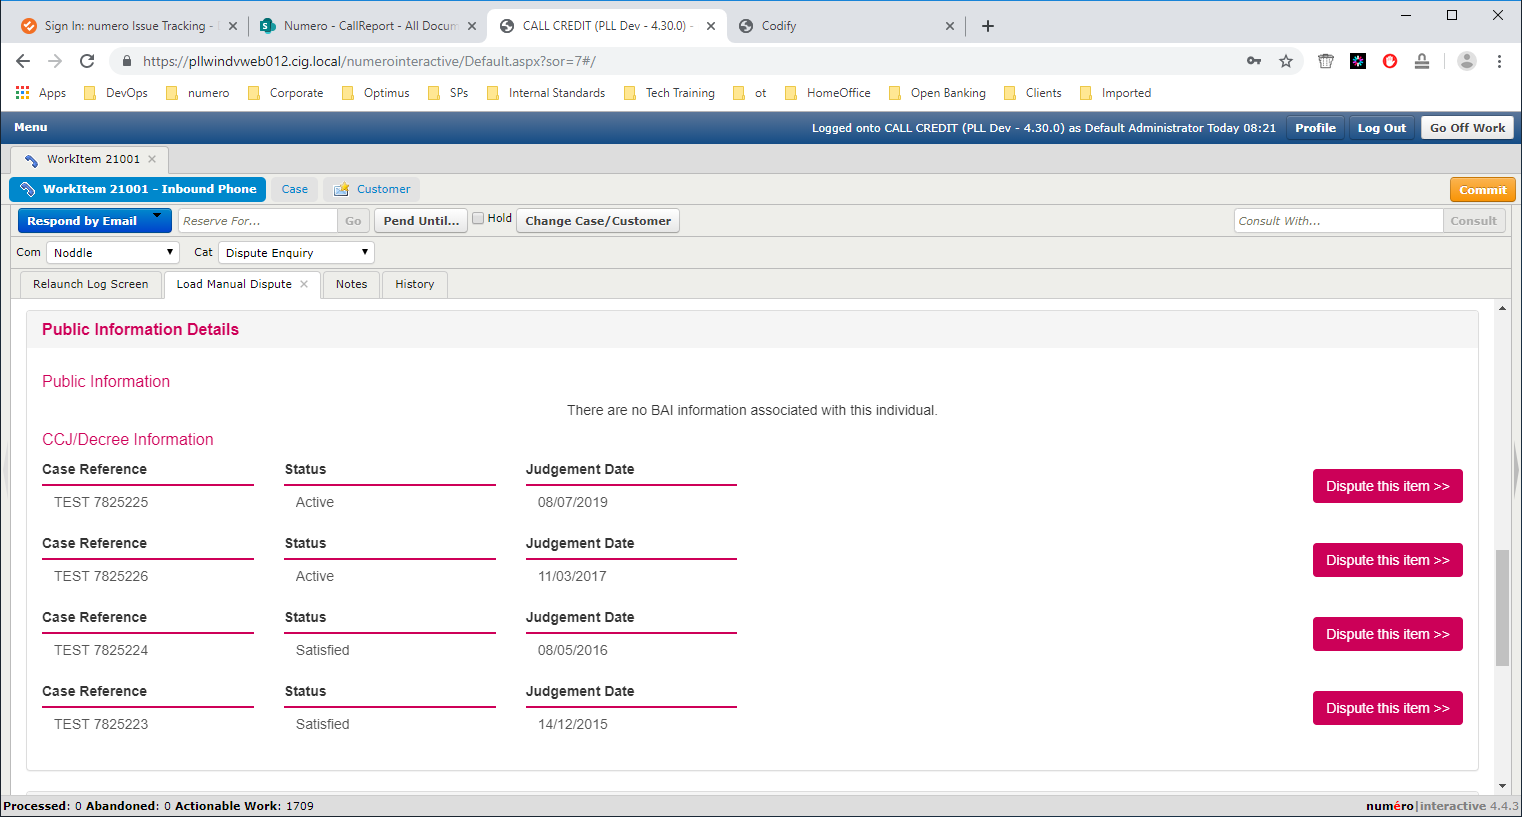 Sign In: numero Issue Tracking -
Numero - CallReport - All Docum
CALL CREDIT (PLL Dev - 4.30.0) -
Codify
https://pllwindvweb012.cig.local/numerointeractive/Default.aspx?sor=7#/
Apps DevOps numero Corporate Optimus SPs Internal Standards Tech Training ot HomeOffice Open Banking Clients Imported
Menu Logged onto CALL CREDIT (PLL Dev - 4.30.0) as Default Administrator Today 08:21 Profile Log Out Go Off Work
WorkItem 21001
WorkItem 21001 - Inbound Phone Case Customer Commit
Respond by Email Reserve For... Go Pend Until... Hold Change Case/Customer Consult With... Consult
Com Noddle Cat Dispute Enquiry
Relaunch Log Screen Load Manual Dispute Notes History
Public Information Details
Public Information
There are no BAI information associated with this individual.
CCJ/Decree Information
Case Reference Status Judgement Date
Dispute this item >>
TEST 7825225 Active 08/07/2019
Case Reference Status Judgement Date
Dispute this item >>
TEST 7825226 Active 11/03/2017
Case Reference Status Judgement Date
Dispute this item >>
TEST 7825224 Satisfied 08/05/2016
Case Reference Status Judgement Date
Dispute this item >>
TEST 7825223 Satisfied 14/12/2015
Processed: 0 Abandoned: 0 Actionable Work: 1709 numéro|interactive 4.4.3